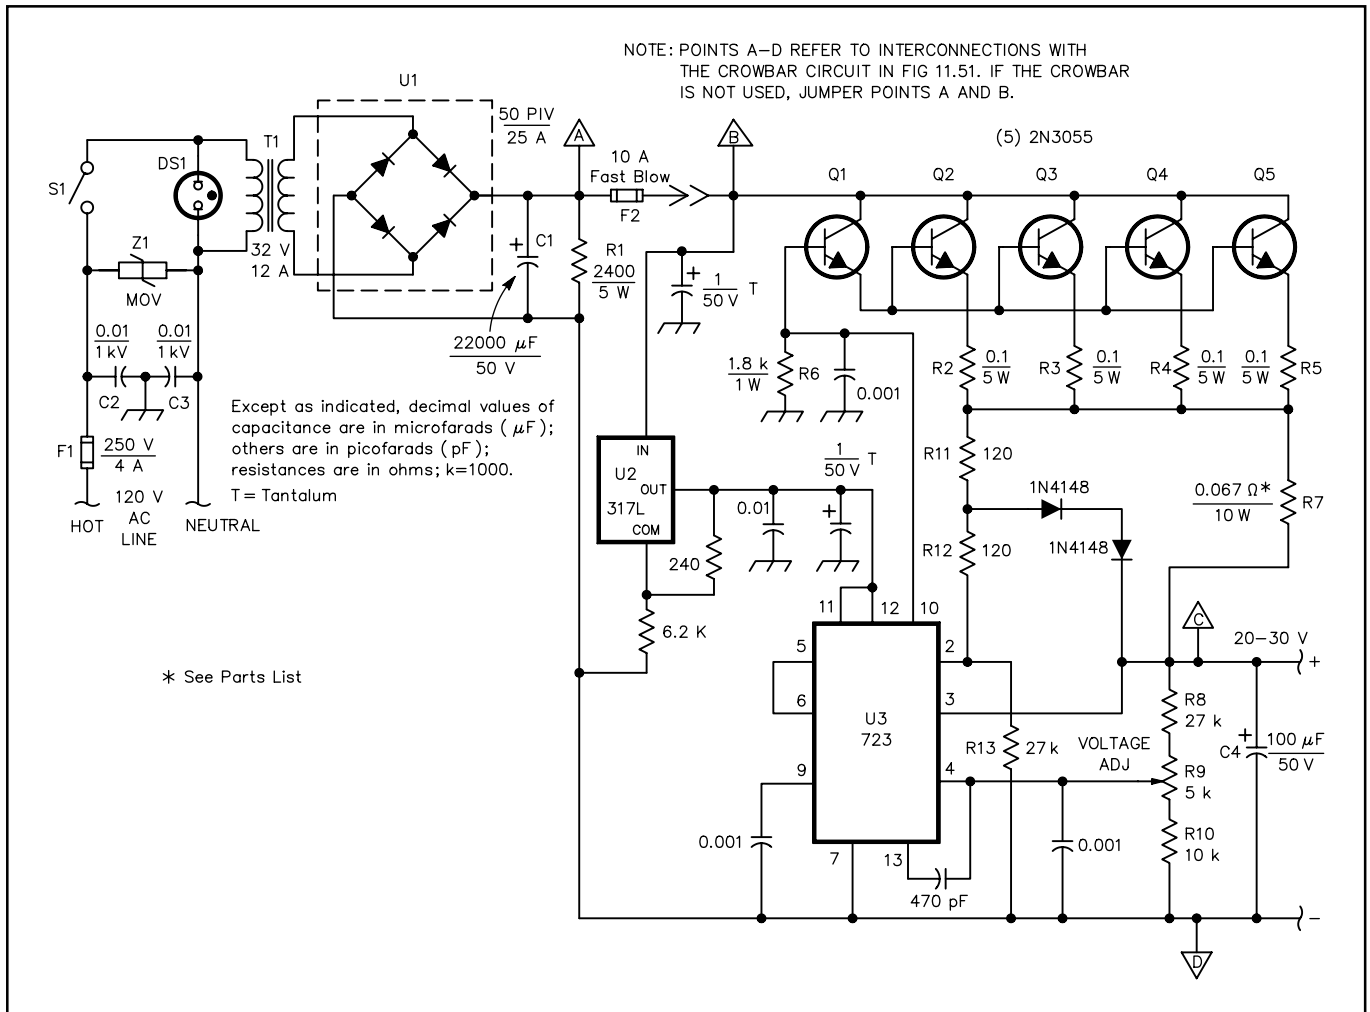 NOTE: POINTS A–D REFER TO INTERCONNECTIONS WITH
THE CROWBAR CIRCUIT IN FIG 11.51. IF THE CROWBAR
IS NOT USED, JUMPER POINTS A AND B.
U1
50 PIV
25 A
A
B
(5) 2N3055
T1
DS1
S1
10 A
Fast Blow
F2
Q1
Q2
Q3
Q4
Q5
Z1
MOV
32 V
12 A
+
C1
R1
2400
5 W
+
1
50 V
T
0.01
1 kV
0.01
1 kV
22000 µF
50 V
C2
C3
1.8 k
1 W
R6
0.001
R2
0.1
5 W
R3
0.1
5 W
R4
0.1
5 W
0.1
5 W
R5
Except as indicated, decimal values of
capacitance are in microfarads ( µF );
others are in picofarads ( pF );
resistances are in ohms; k=1000.
T = Tantalum
F1
250 V
4 A
120 V
AC
LINE
HOT
NEUTRAL
IN
U2
OUT
317L
COM
1
50 V
T
0.01
+
240
6.2 K
R11
120
1N4148
0.067 Ω*
10 W
R7
R12
120
1N4148
11
12
10
5
2
6
3
9
4
7
13
U3
723
C
20–30 V
+
R8
27 k
R13
27 k
VOLTAGE
ADJ
R9
5 k
+
C4
100 µF
50 V
R10
10 k
0.001
0.001
470 pF
–
D
* See Parts List